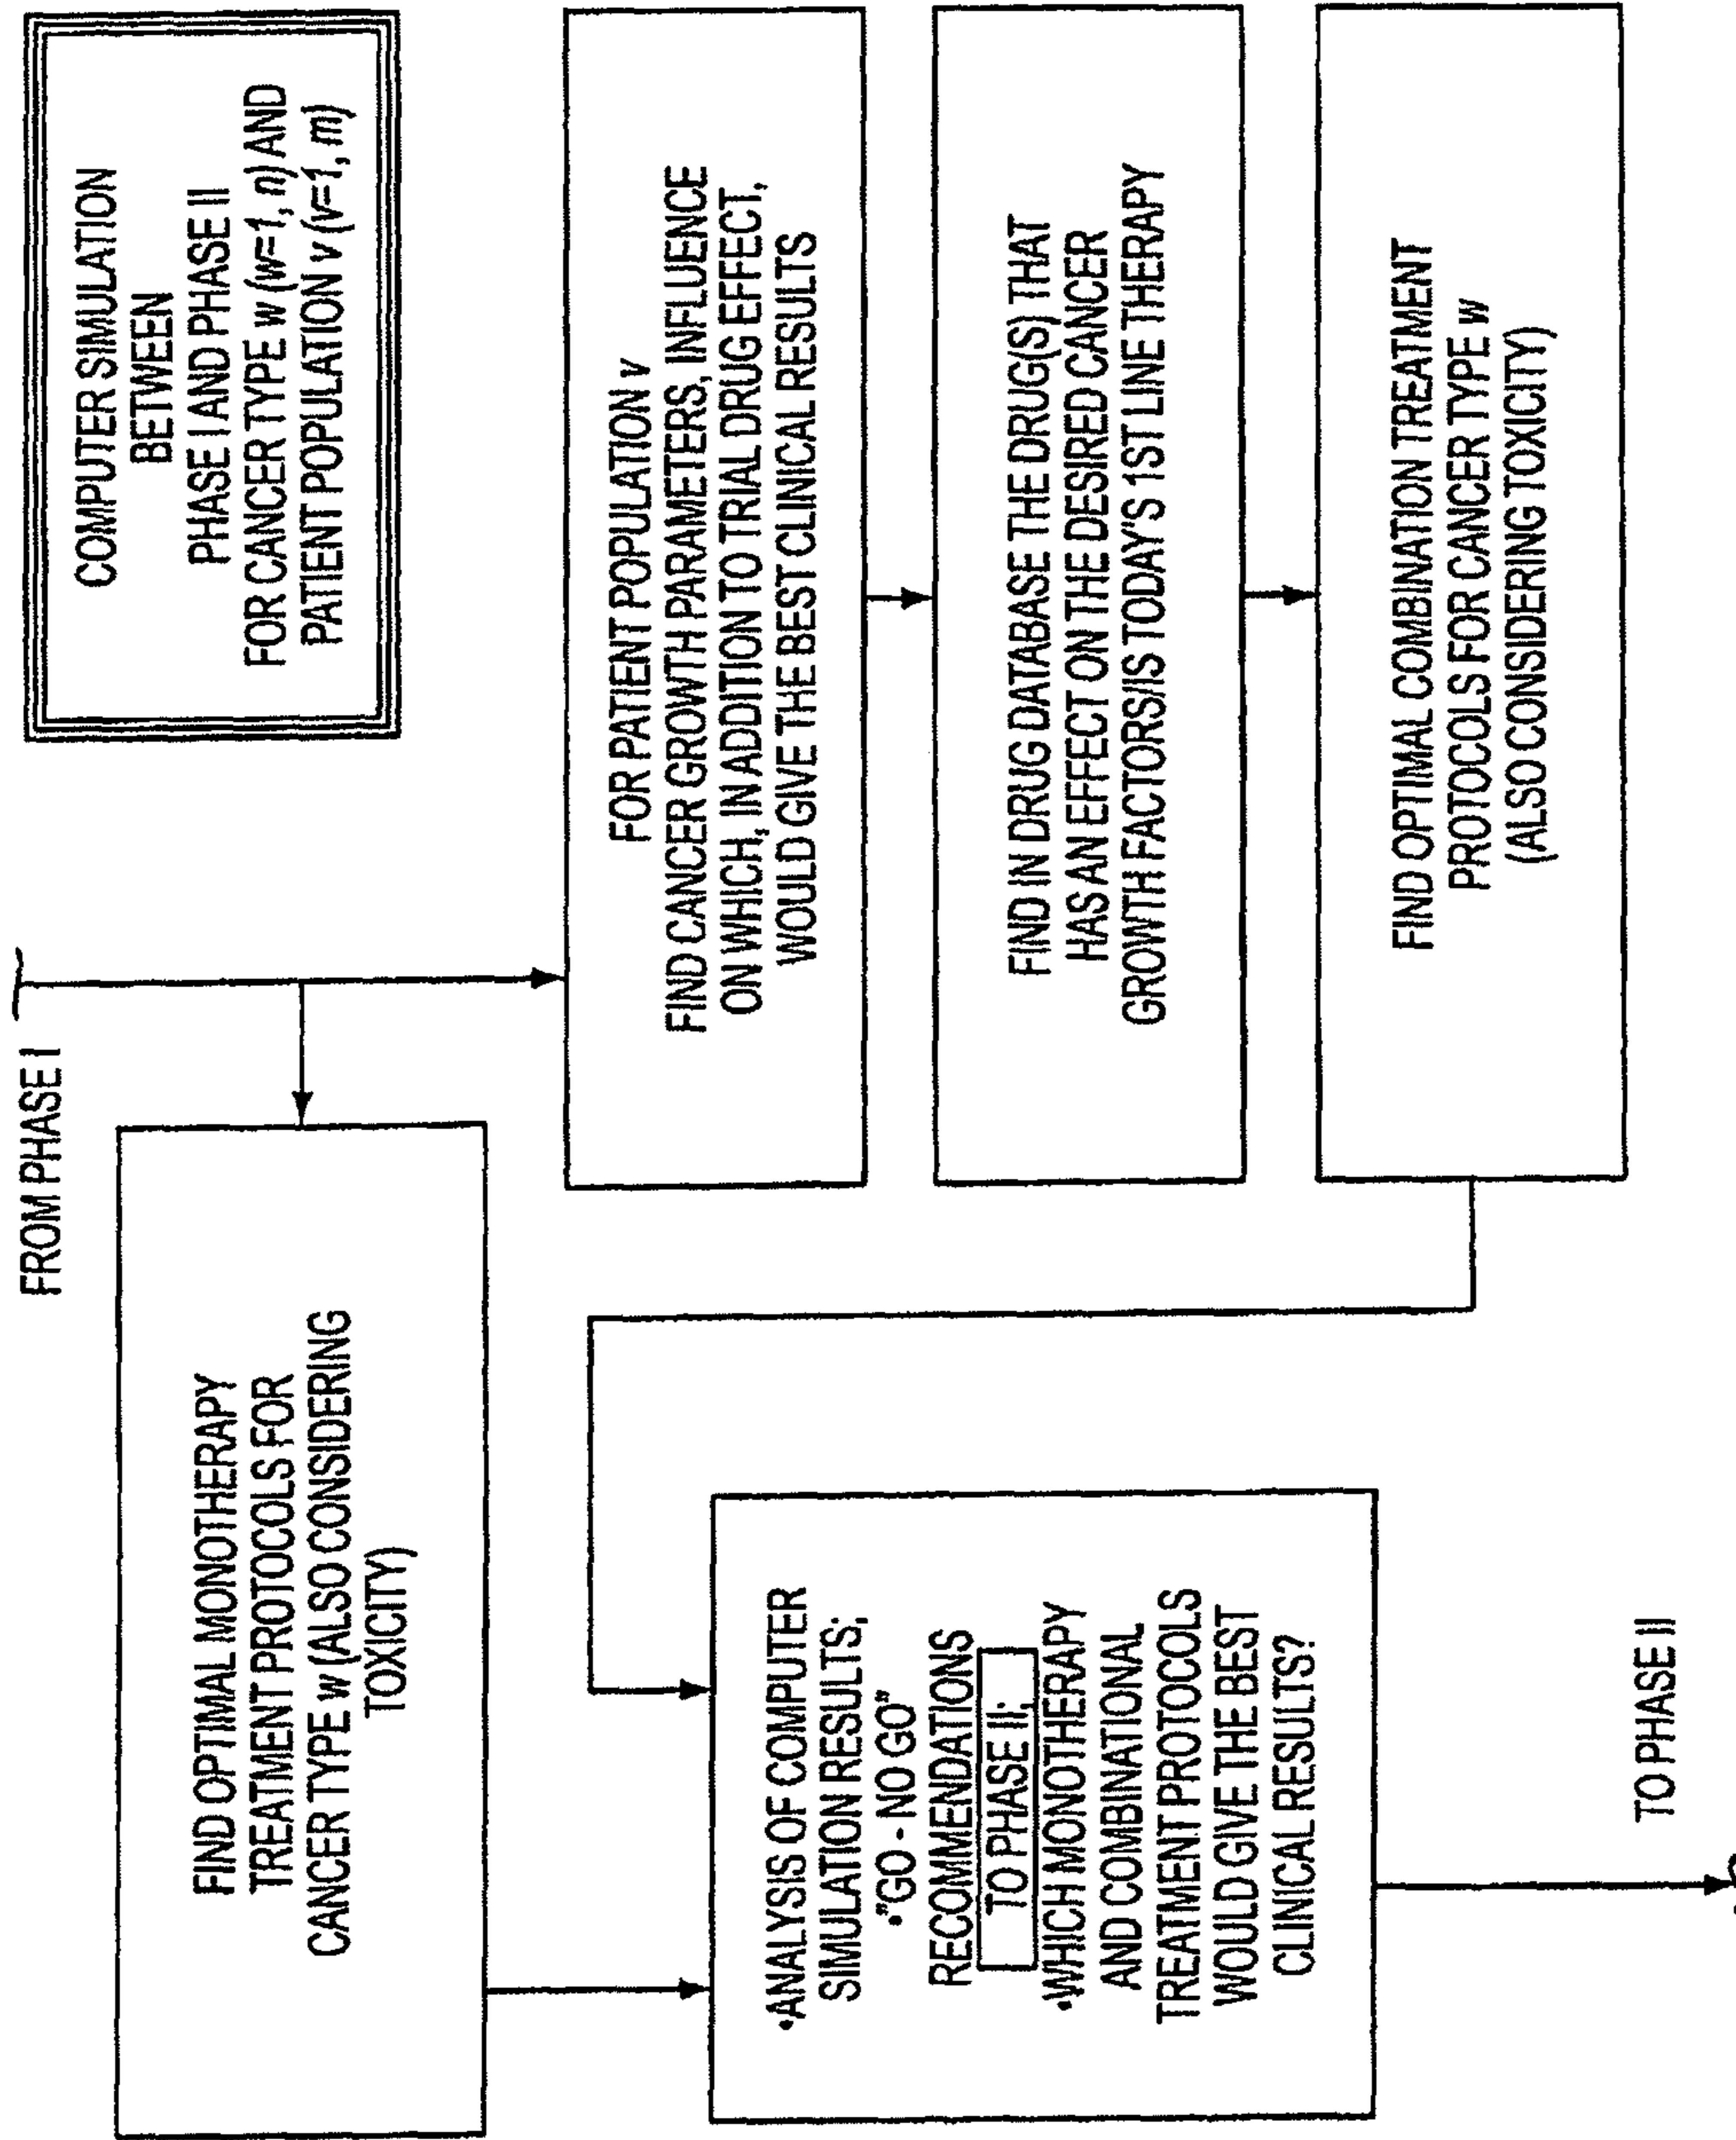 FROM PHASE I
COMPUTER SIMULATION
BETWEEN
PHASE I AND PHASE II
FOR CANCER TYPE w (w=1, n) AND
PATIENT POPULATION v (v=1, m)
FIND OPTIMAL MONOTHERAPY
TREATMENT PROTOCOLS FOR
CANCER TYPE w (ALSO CONSIDERING
TOXICITY)
FOR PATIENT POPULATION v
FIND CANCER GROWTH PARAMETERS, INFLUENCE
ON WHICH, IN ADDITION TO TRIAL DRUG EFFECT,
WOULD GIVE THE BEST CLINICAL RESULTS
FIND IN DRUG DATABASE THE DRUG(S) THAT
HAS AN EFFECT ON THE DESIRED CANCER
GROWTH FACTORS/IS TODAY'S 1ST LINE THERAPY
FIND OPTIMAL COMBINATION TREATMENT
PROTOCOLS FOR CANCER TYPE w
(ALSO CONSIDERING TOXICITY)
•ANALYSIS OF COMPUTER
SIMULATION RESULTS;
•"GO - NO GO"
RECOMMENDATIONS
TO PHASE II;
•WHICH MONOTHERAPY
AND COMBINATIONAL
TREATMENT PROTOCOLS
WOULD GIVE THE BEST
CLINICAL RESULTS?
TO PHASE II